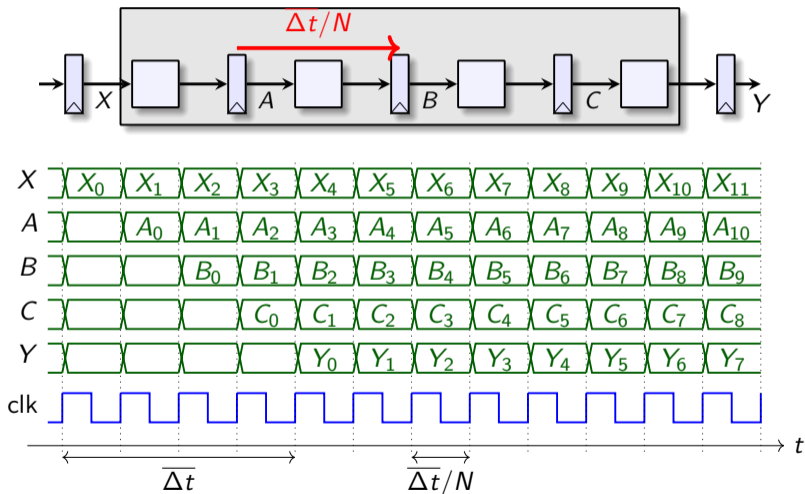 Δt/N
X A B C Y
X X₀ X₁ X₂ X₃ X₄ X₅ X₆ X₇ X₈ X₉ X₁₀ X₁₁
A A₀ A₁ A₂ A₃ A₄ A₅ A₆ A₇ A₈ A₉ A₁₀
B B₀ B₁ B₂ B₃ B₄ B₅ B₆ B₇ B₈ B₉
C C₀ C₁ C₂ C₃ C₄ C₅ C₆ C₇ C₈
Y Y₀ Y₁ Y₂ Y₃ Y₄ Y₅ Y₆ Y₇
clk
t
Δt Δt/N